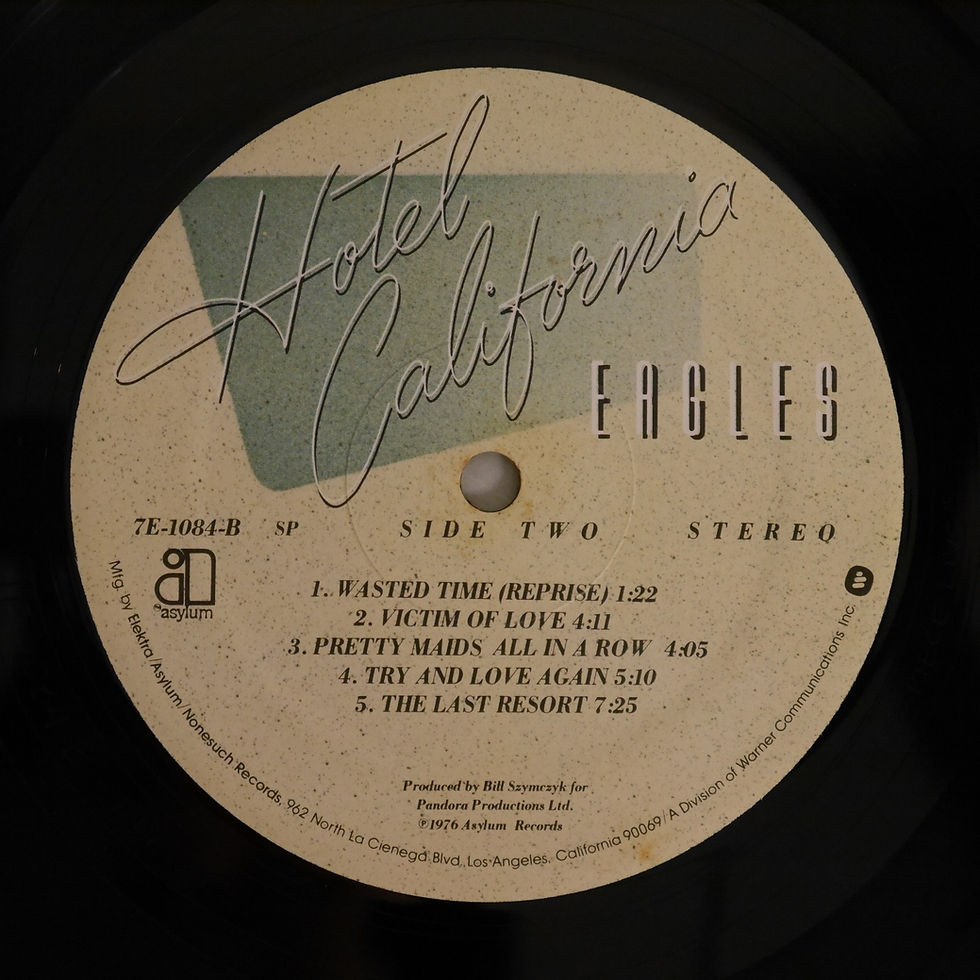 Hotel
California
EAGLES
7E-1084-B SP SIDE TWO STEREO
asylum
1. WASTED TIME (REPRISE) 1:22
2. VICTIM OF LOVE 4:11
3. PRETTY MAIDS ALL IN A ROW 4:05
4. TRY AND LOVE AGAIN 5:10
5. THE LAST RESORT 7:25
Produced by Bill Szymczyk for
Pandora Productions Ltd.
℗1976 Asylum Records
Mfg. by Elektra/Asylum/Nonesuch Records, 962 North La Cienega Blvd., Los Angeles, California 90069/A Division of Warner Communications Inc.